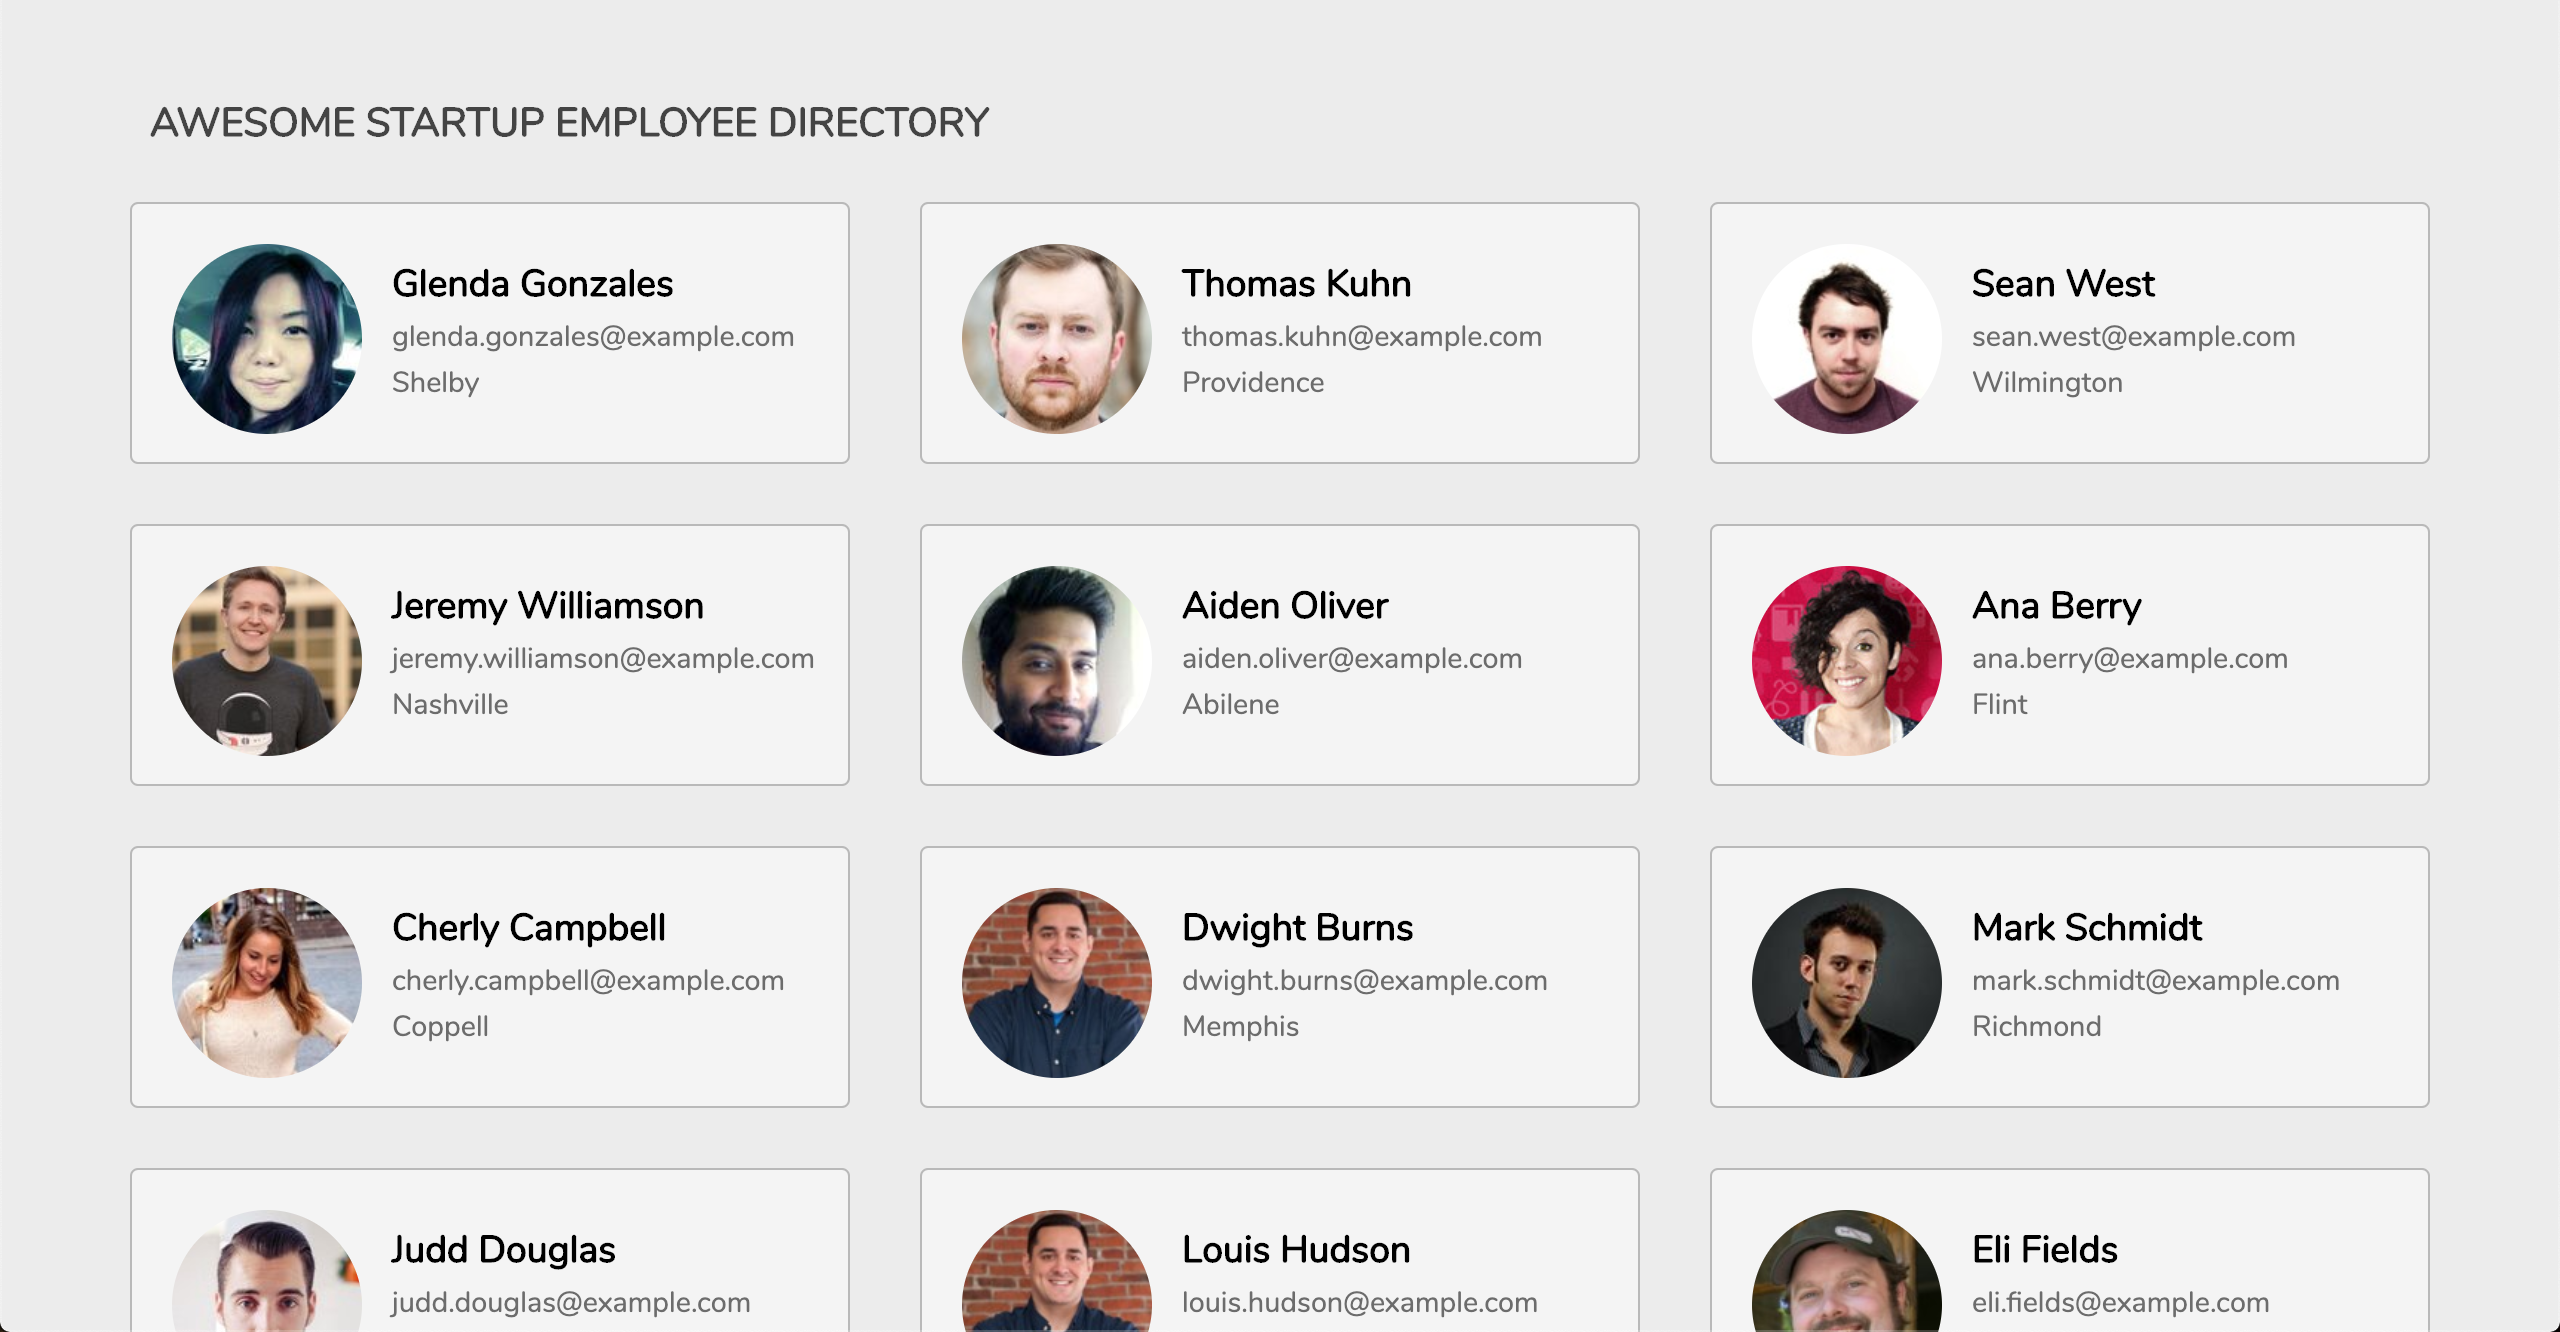 AWESOME STARTUP EMPLOYEE DIRECTORY
Glenda Gonzales
glenda.gonzales@example.com
Shelby
Thomas Kuhn
thomas.kuhn@example.com
Providence
Sean West
sean.west@example.com
Wilmington
Jeremy Williamson
jeremy.williamson@example.com
Nashville
Aiden Oliver
aiden.oliver@example.com
Abilene
Ana Berry
ana.berry@example.com
Flint
Cherly Campbell
cherly.campbell@example.com
Coppell
Dwight Burns
dwight.burns@example.com
Memphis
Mark Schmidt
mark.schmidt@example.com
Richmond
Judd Douglas
judd.douglas@example.com
Louis Hudson
louis.hudson@example.com
Eli Fields
eli.fields@example.com